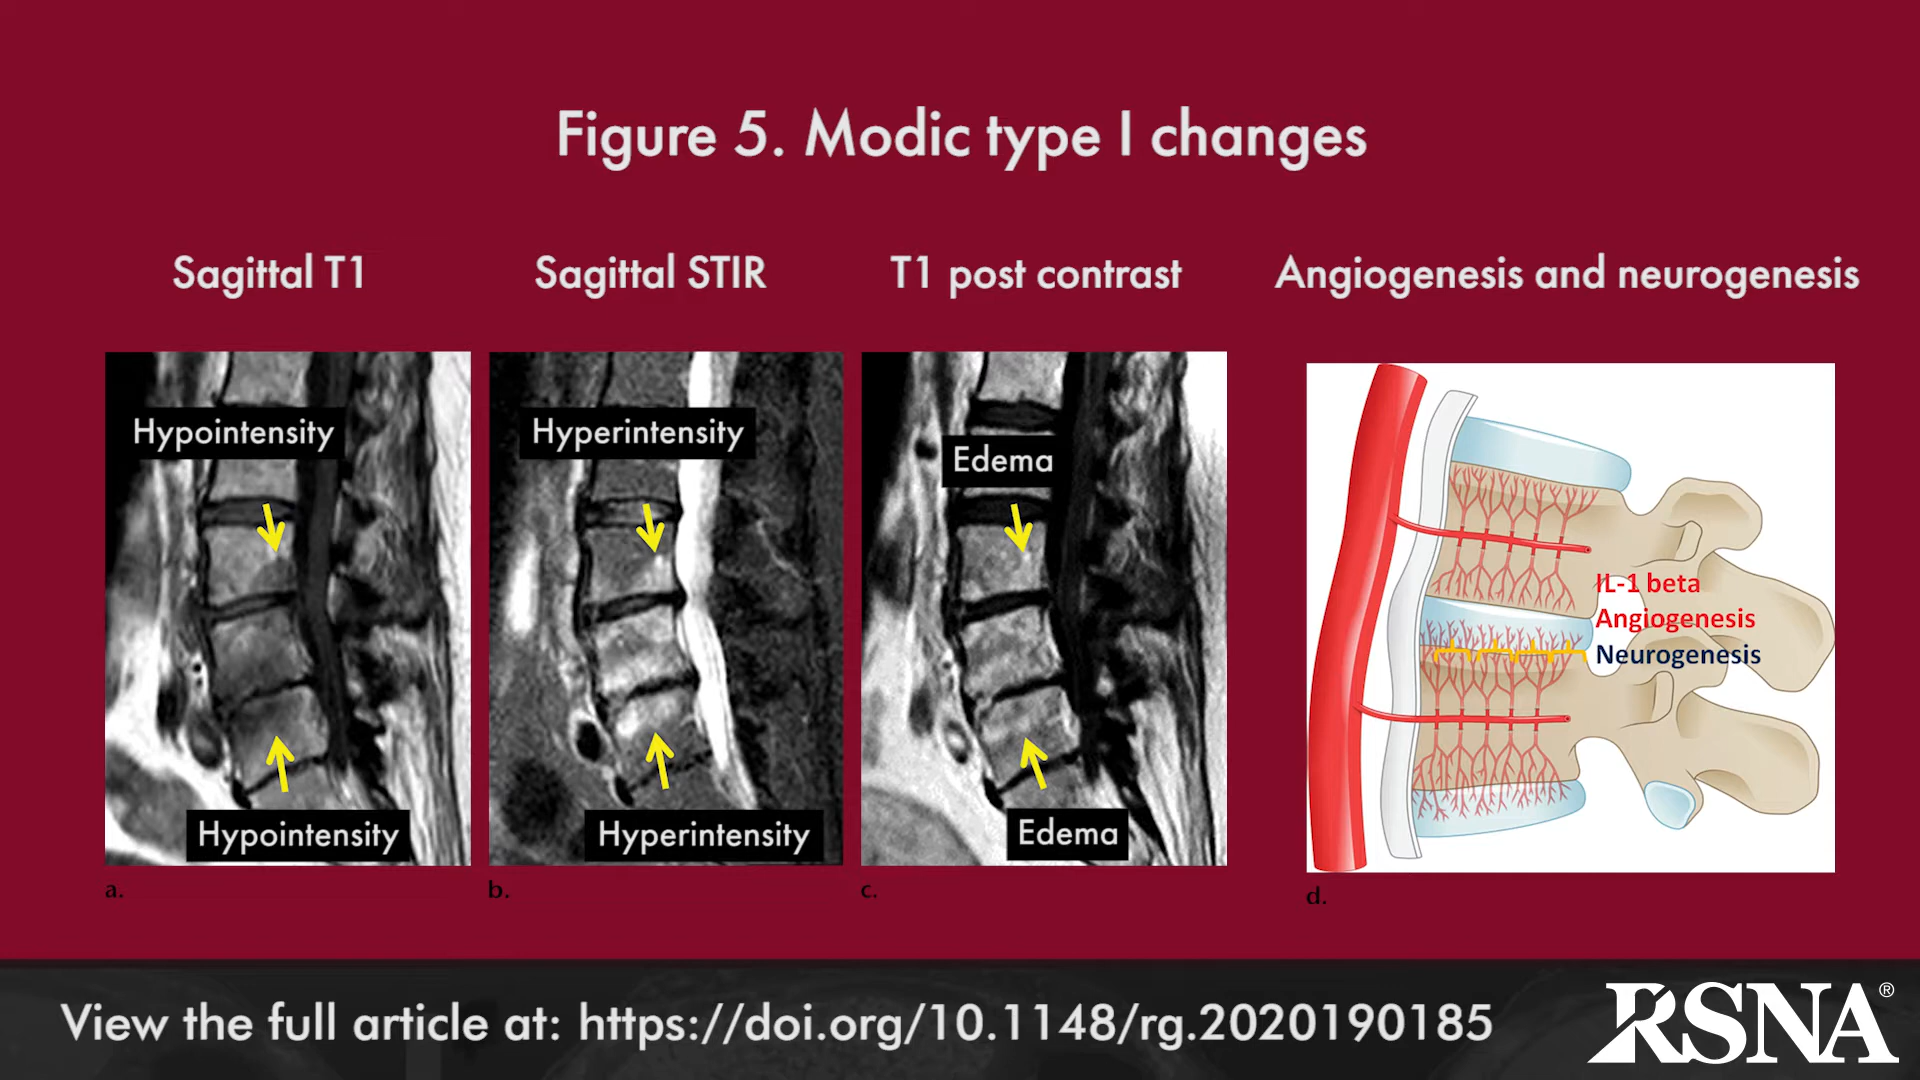 Figure 5. Modic type I changes
Sagittal T1
Sagittal STIR
T1 post contrast
Angiogenesis and neurogenesis
Hypointensity
Hypointensity
Hyperintensity
Hyperintensity
Edema
Edema
IL-1 beta
Angiogenesis
Neurogenesis
a.
b.
c.
d.
View the full article at: https://doi.org/10.1148/rg.2020190185
RSNA®